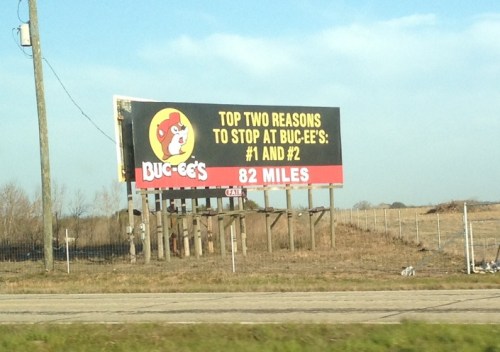 TOP TWO REASONS
TO STOP AT BUC-EE'S:
#1 AND #2
BUC-EE'S
82 MILES